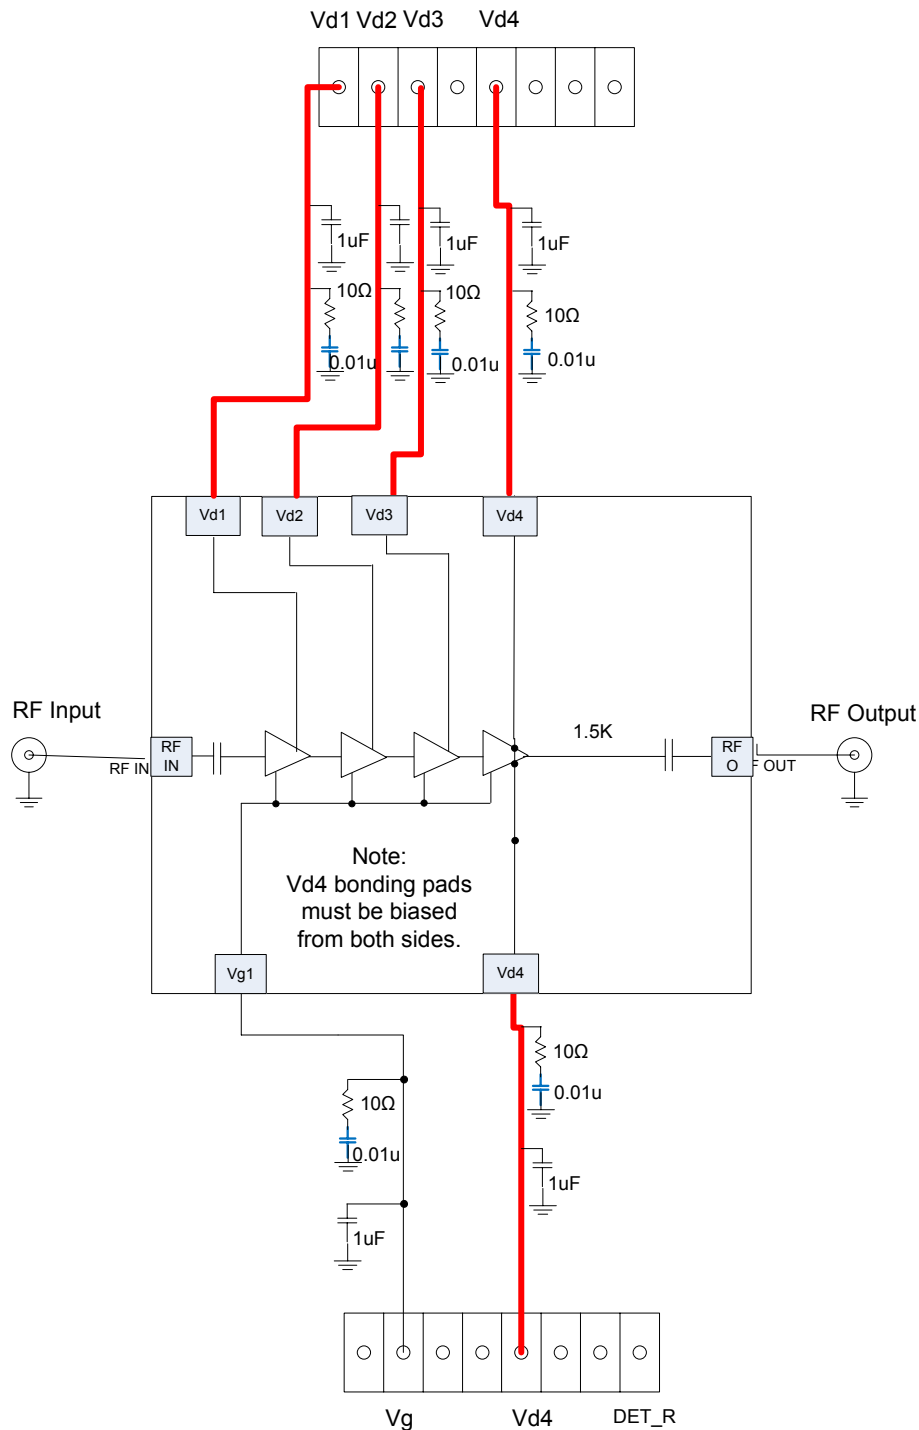 Vd1 Vd2 Vd3 Vd4
1uF 1uF 1uF
10Ω 10Ω 10Ω
0.01u 0.01u 0.01u
Vd1 Vd2 Vd3 Vd4
RF Input
RF Output
1.5K
RF IN
RF
IN
RF
O
OUT
Note:
Vd4 bonding pads
must be biased
from both sides.
Vg1 Vd4
10Ω
0.01u
10Ω
0.01u
1uF
1uF
Vg Vd4 DET_R